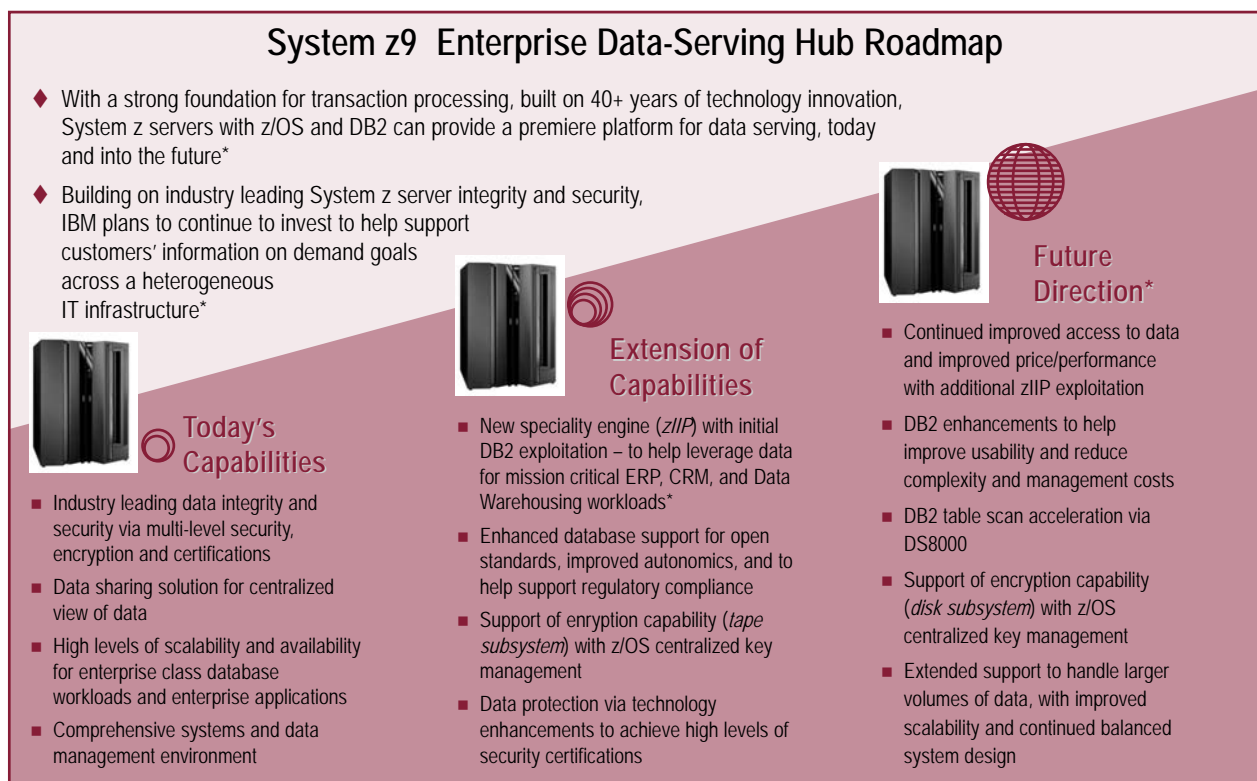 System z9 Enterprise Data-Serving Hub Roadmap
♦ With a strong foundation for transaction processing, built on 40+ years of technology innovation,
System z servers with z/OS and DB2 can provide a premiere platform for data serving, today
and into the future*
♦ Building on industry leading System z server integrity and security,
IBM plans to continue to invest to help support
customers' information on demand goals
across a heterogeneous
IT infrastructure*
Today's
Capabilities
■ Industry leading data integrity and
security via multi-level security,
encryption and certifications
■ Data sharing solution for centralized
view of data
■ High levels of scalability and availability
for enterprise class database
workloads and enterprise applications
■ Comprehensive systems and data
management environment
Extension of
Capabilities
■ New speciality engine (zIIP) with initial
DB2 exploitation – to help leverage data
for mission critical ERP, CRM, and Data
Warehousing workloads*
■ Enhanced database support for open
standards, improved autonomics, and to
help support regulatory compliance
■ Support of enryption capability (tape
subsystem) with z/OS centralized key
management
■ Data protection via technology
enhancements to achieve high levels of
security certifications
Future
Direction*
■ Continued improved access to data
and improved price/performance
with additional zIIP exploitation
■ DB2 enhancements to help
improve usability and reduce
complexity and management costs
■ DB2 table scan acceleration via
DS8000
■ Support of encryption capability
(disk subsystem) with z/OS
centralized key management
■ Extended support to handle larger
volumes of data, with improved
scalability and continued balanced
system design